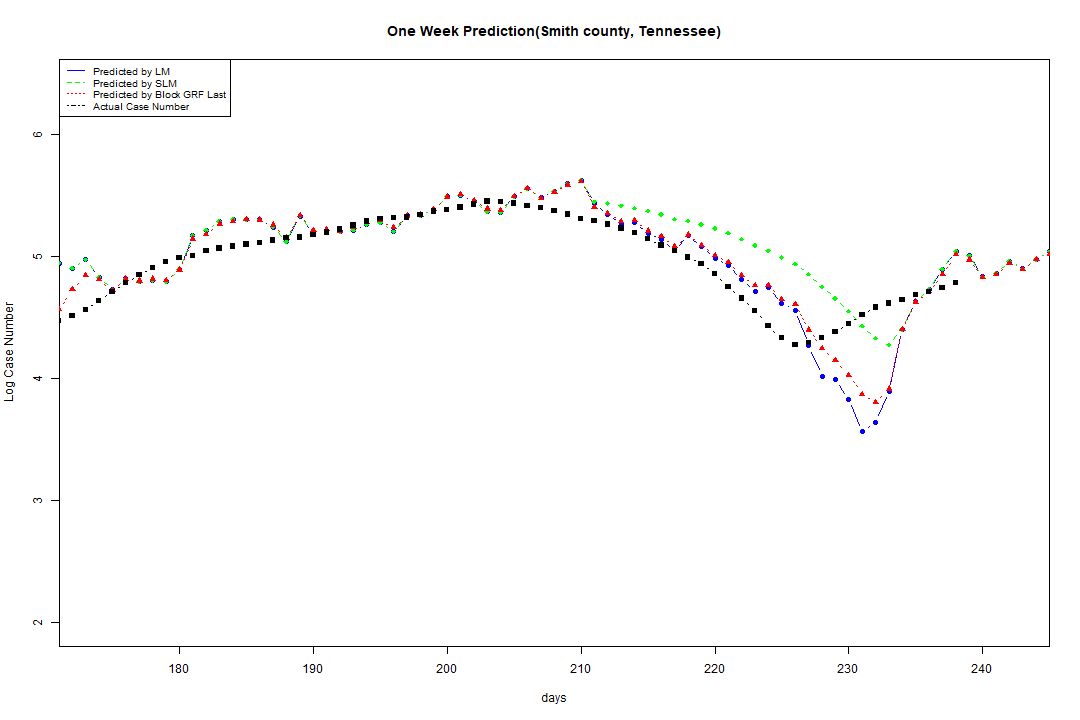 One Week Prediction(Smith county, Tennessee)
Predicted by LM
Predicted by SLM
Predicted by Block GRF Last
Actual Case Number
6
5
4
3
2
Log Case Number
180 190 200 210 220 230 240
days